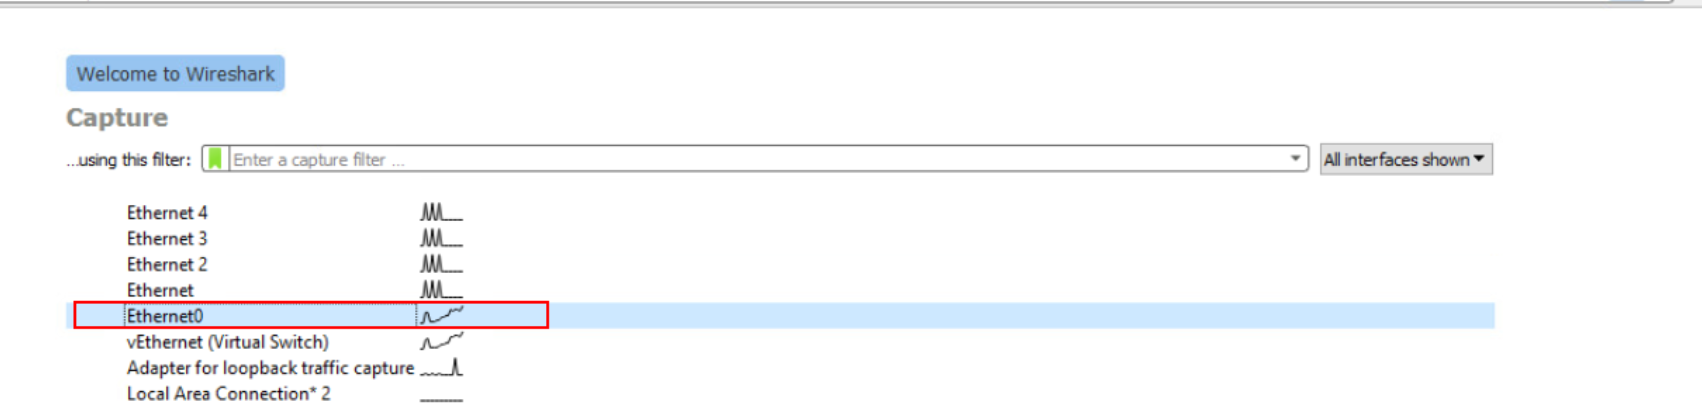 Welcome to Wireshark
Capture
...using this filter: Enter a capture filter ... All interfaces shown
Ethernet 4
Ethernet 3
Ethernet 2
Ethernet
Ethernet0
vEthernet (Virtual Switch)
Adapter for loopback traffic capture
Local Area Connection* 2